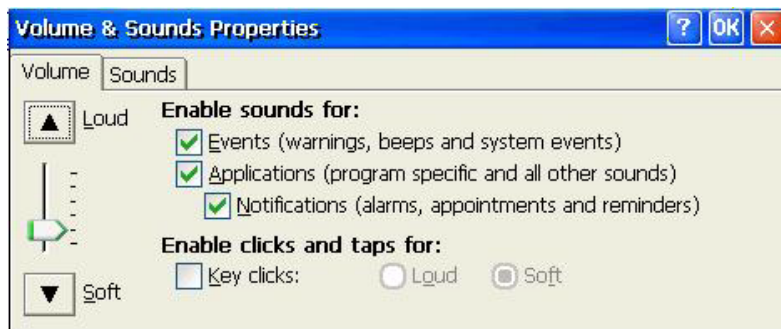 Volume & Sounds Properties ? OK ×
Volume Sounds
Loud
Enable sounds for:
Events (warnings, beeps and system events)
Applications (program specific and all other sounds)
Notifications (alarms, appointments and reminders)
Enable clicks and taps for:
Key clicks: Loud Soft
Soft